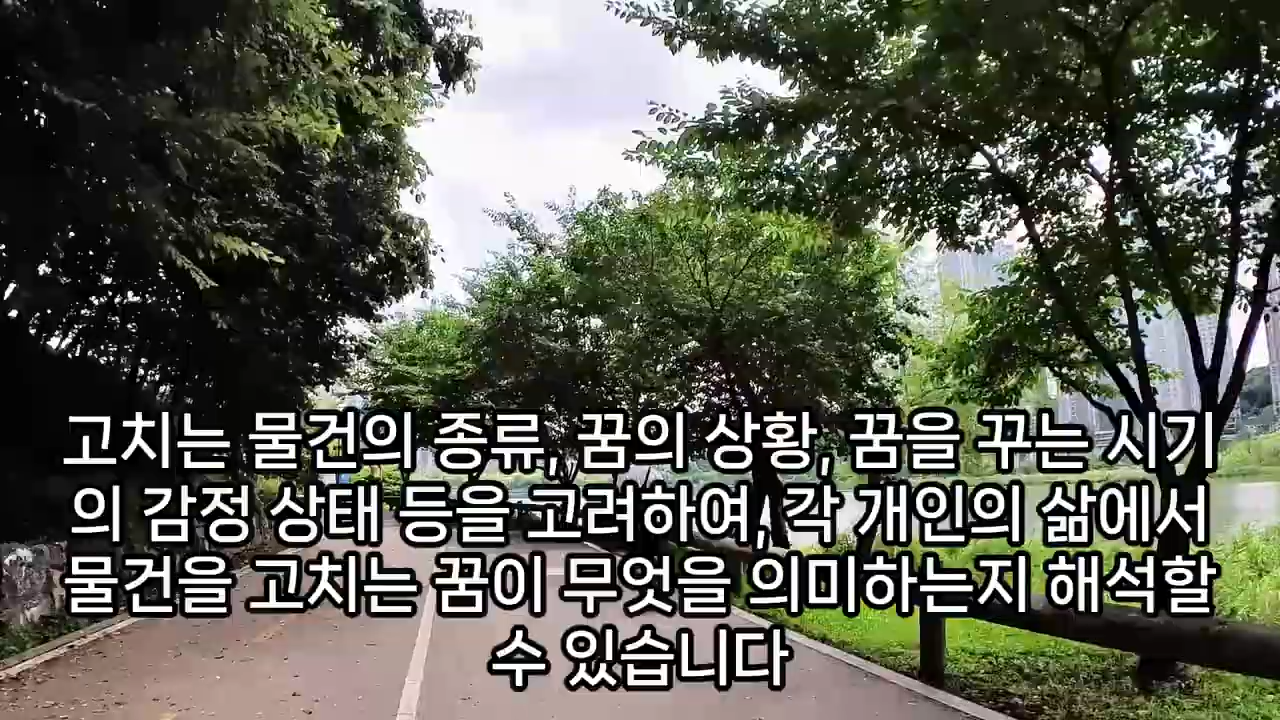 고치는 물건의 종류, 꿈의 상황, 꿈을 꾸는 시기
의 감정 상태 등을 고려하여, 각 개인의 삶에서
물건을 고치는 꿈이 무엇을 의미하는지 해석할
수 있습니다